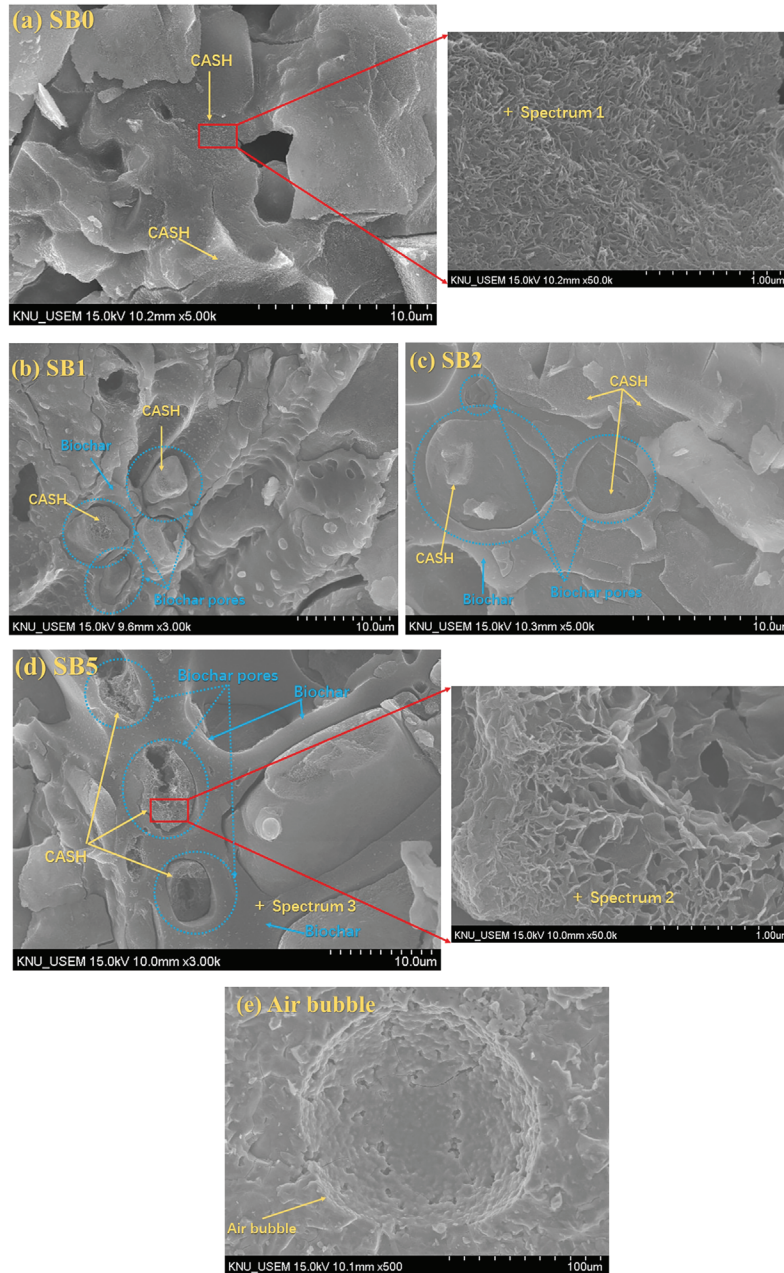 (a) SB0
CASH
CASH
KNU_USEM 15.0kV 10.2mm x5.00k 10.0um
+ Spectrum 1
KNU_USEM 15.0kV 10.2mm x50.0k 1.00um
(b) SB1
CASH
Biochar
CASH
Biochar pores
KNU_USEM 15.0kV 9.6mm x3.00k 10.0um
(c) SB2
CASH
CASH
Biochar
Biochar pores
KNU_USEM 15.0kV 10.3mm x5.00k 10.0um
(d) SB5
Biochar pores
Biochar
CASH
+ Spectrum 3
Biochar
KNU_USEM 15.0kV 10.0mm x3.00k 10.0um
+ Spectrum 2
KNU_USEM 15.0kV 10.0mm x50.0k 1.00um
(e) Air bubble
Air bubble
KNU_USEM 15.0kV 10.1mm x500 100um